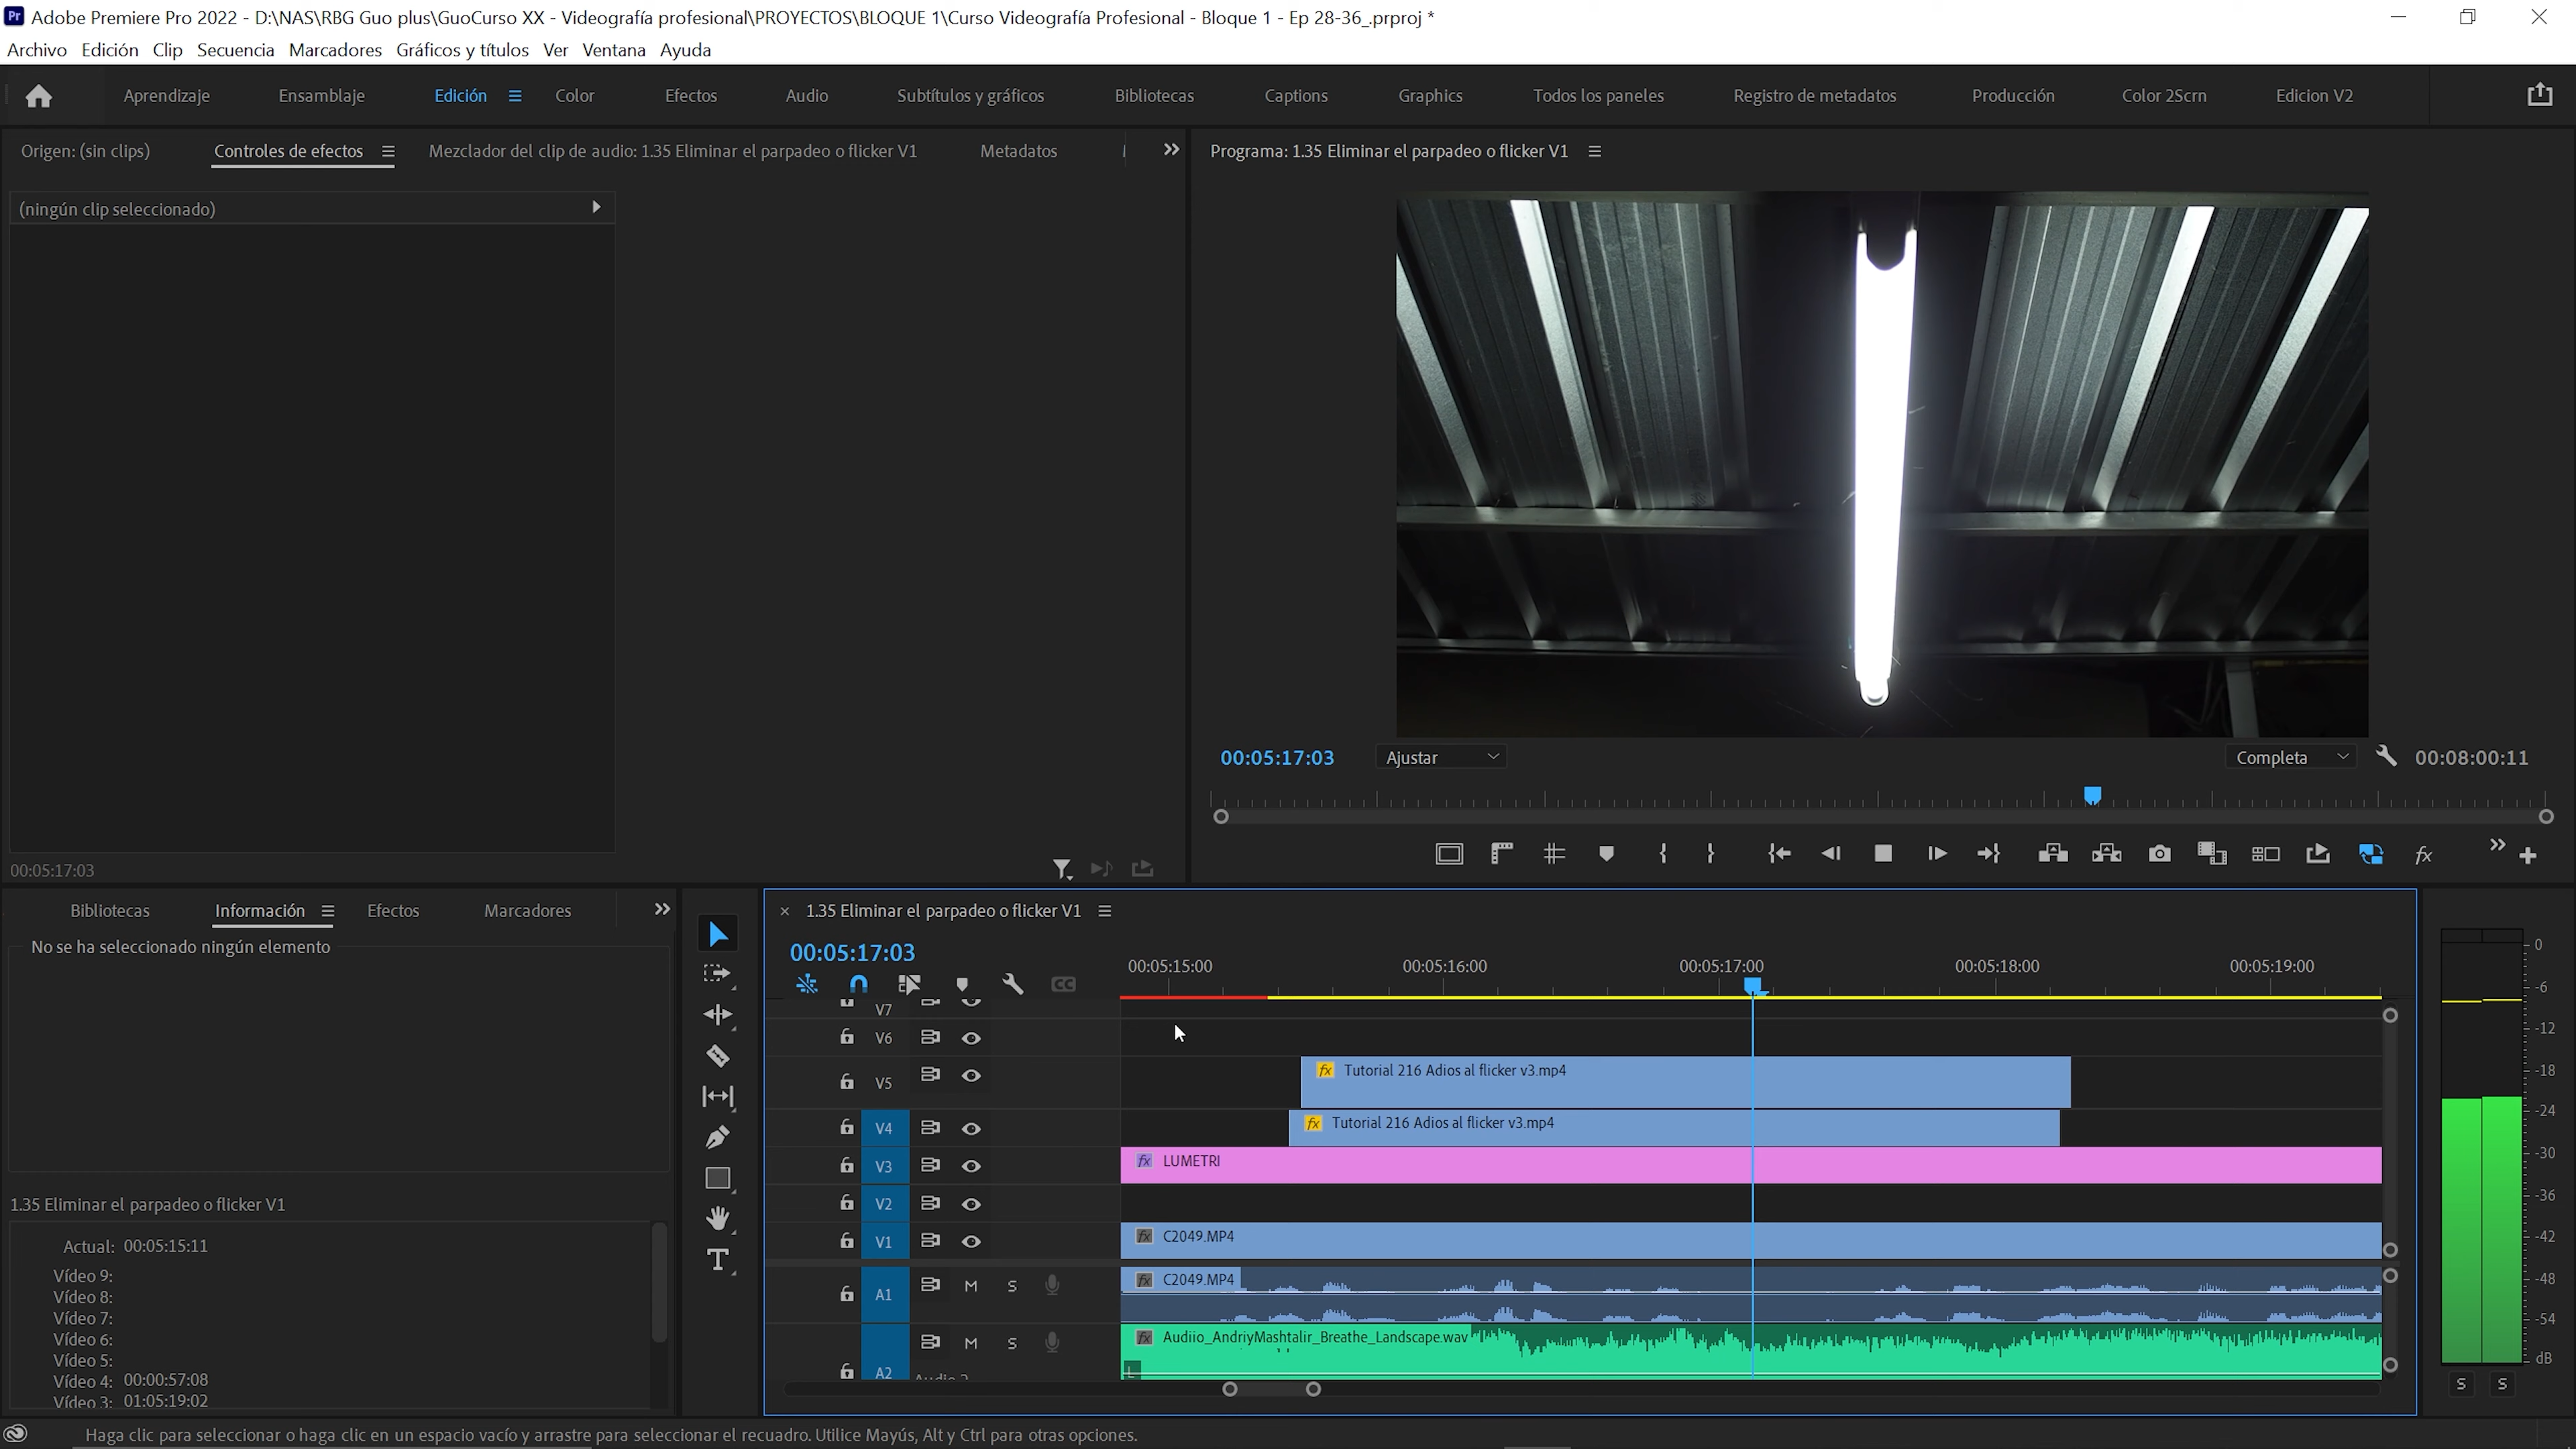 Adobe Premiere Pro 2022 - D:\NAS\RBG Guo plus\GuoCurso XX - Videografía profesional\PROYECTOS\BLOQUE 1\Curso Videografía Profesional - Bloque 1 - Ep 28-36_.prproj *
Archivo Edición Clip Secuencia Marcadores Gráficos y títulos Ver Ventana Ayuda
Aprendizaje Ensamblaje Edición Color Efectos Audio Subtítulos y gráficos Bibliotecas Captions Graphics Todos los paneles Registro de metadatos Producción Color 2Scrn Edicion V2
Origen: (sin clips) Controles de efectos Mezclador del clip de audio: 1.35 Eliminar el parpadeo o flicker V1 Metadatos
Programa: 1.35 Eliminar el parpadeo o flicker V1
(ningún clip seleccionado)
00:05:17:03 Ajustar Completa 00:08:00:11
00:05:17:03
Bibliotecas Información Efectos Marcadores
No se ha seleccionado ningún elemento
1.35 Eliminar el parpadeo o flicker V1
Actual: 00:05:15:11
Vídeo 9:
Vídeo 8:
Vídeo 7:
Vídeo 6:
Vídeo 5:
Vídeo 4: 00:00:57:08
Vídeo 3: 01:05:19:02
1.35 Eliminar el parpadeo o flicker V1
00:05:17:03
00:05:15:00 00:05:16:00 00:05:17:00 00:05:18:00 00:05:19:00
CC
V7
V6
V5 fx Tutorial 216 Adios al flicker v3.mp4
V4 fx Tutorial 216 Adios al flicker v3.mp4
V3 fx LUMETRI
V2
V1 fx C2049.MP4
A1 M S fx C2049.MP4
A2 M S fx Audiio_AndriyMashtalir_Breathe_Landscape.wav
L
0
-6
-12
-18
-24
-30
-36
-42
-48
-54
dB
S S
Haga clic para seleccionar o haga clic en un espacio vacío y arrastre para seleccionar el recuadro. Utilice Mayús, Alt y Ctrl para otras opciones.